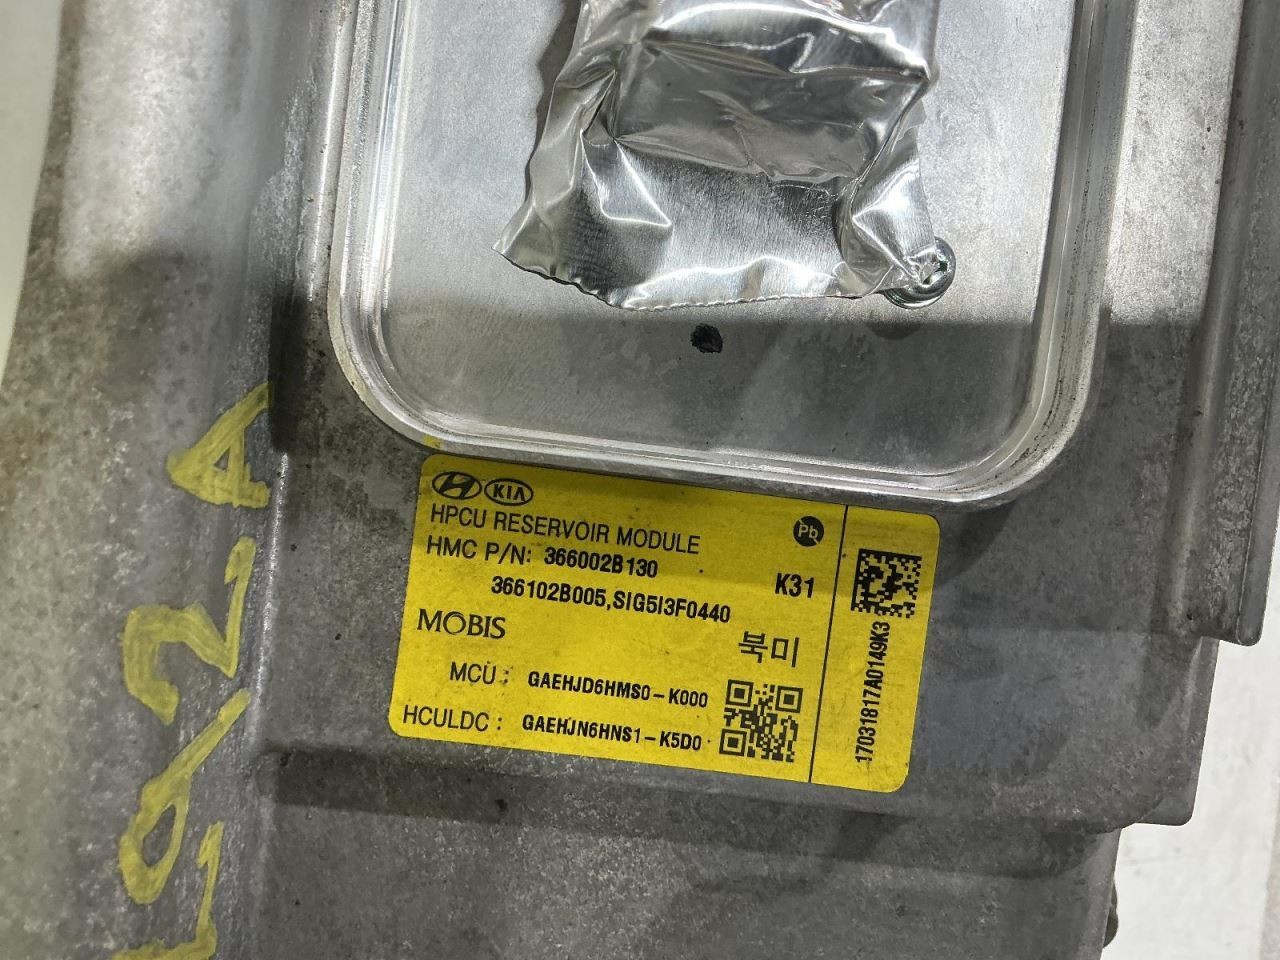 KIA
HPCU RESERVOIR MODULE
Pb
HMC P/N: 366002B130
K31
366102B005,SIG5I3F0440
MOBIS
북미
MCU : GAEHJD6HMS0-K000
HCULDC : GAEHJN6HNS1-K5D0
17031817A0149K3
192A